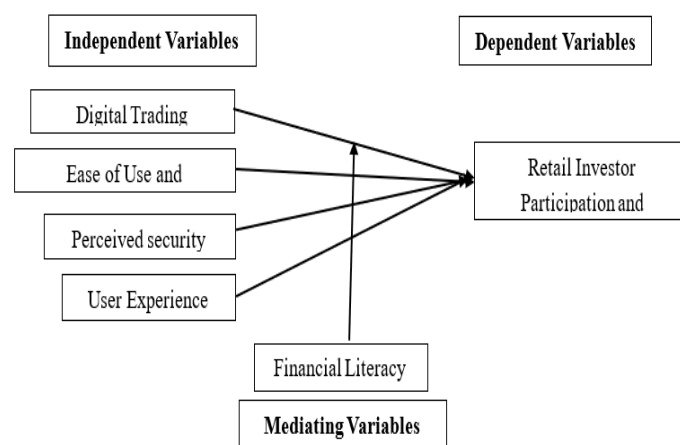 Independent Variables
Dependent Variables
Digital Trading
Ease of Use and
Perceived security
User Experience
Retail Investor
Participation and
Financial Literacy
Mediating Variables